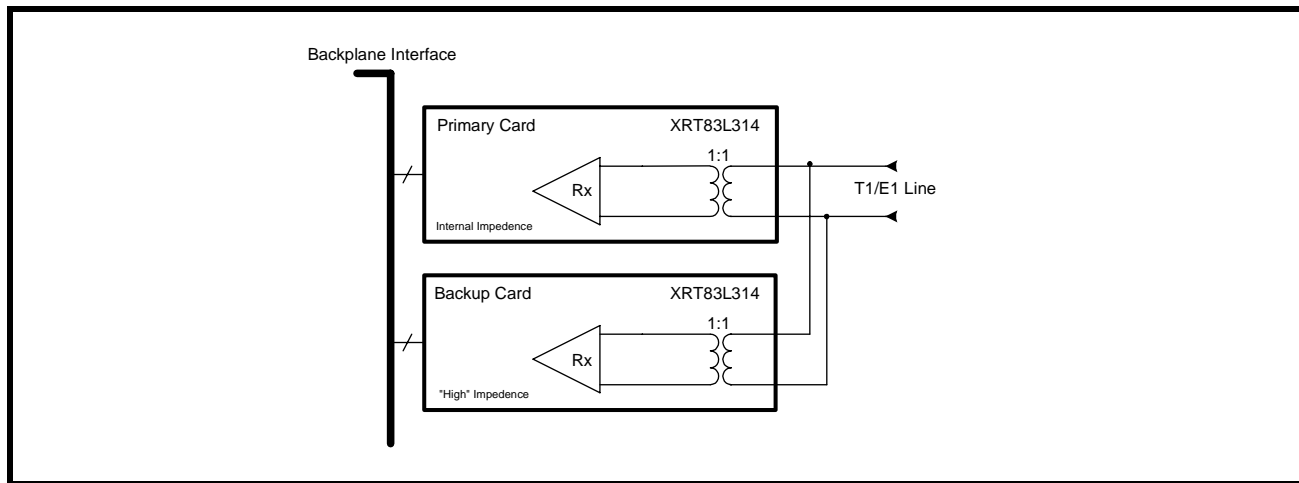 Backplane Interface
Primary Card XRT83L314
1:1
Rx
T1/E1 Line
Internal Impedence
Backup Card XRT83L314
1:1
Rx
"High" Impedence